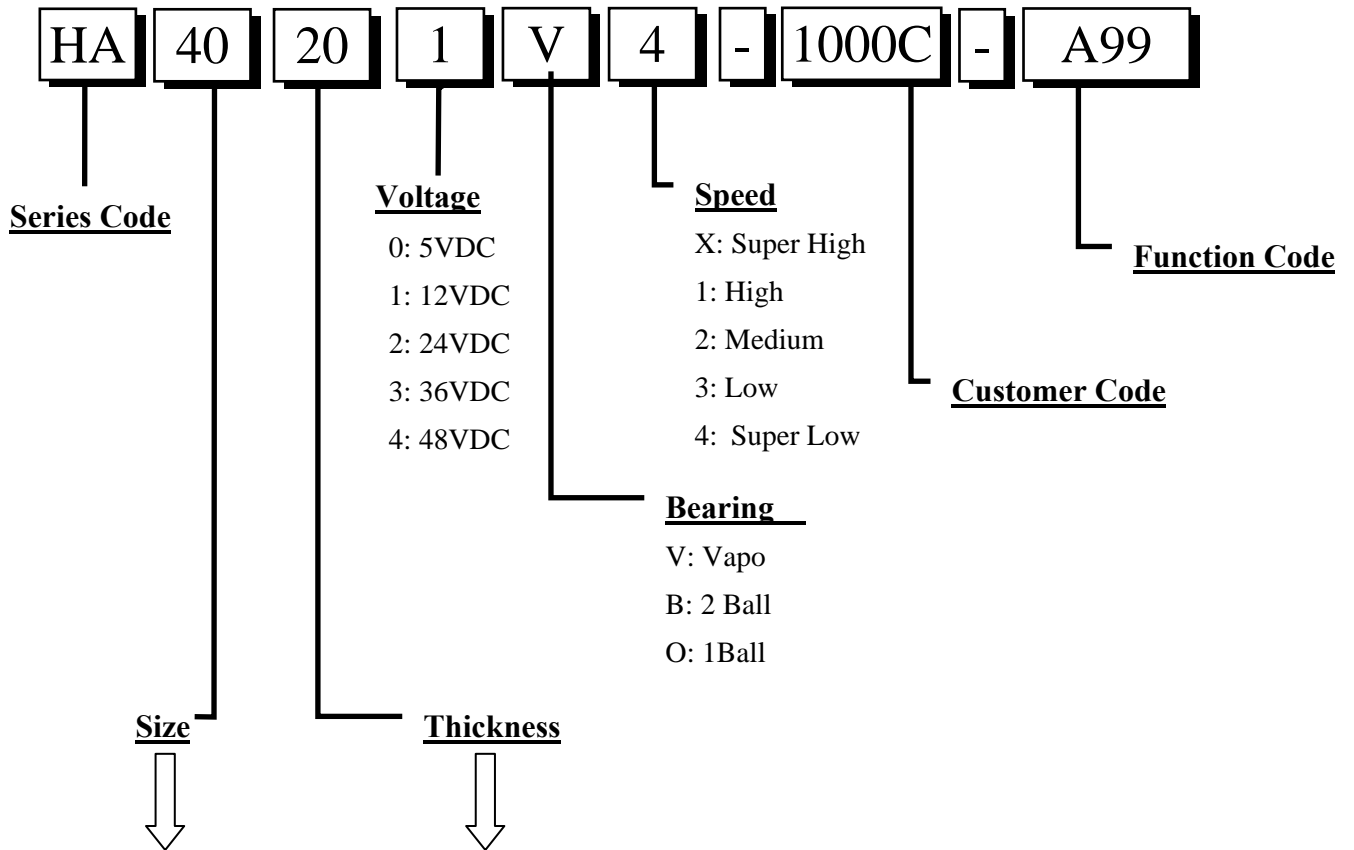 HA 40 20 1 V 4 - 1000C - A99
Series Code
Voltage
0: 5VDC
1: 12VDC
2: 24VDC
3: 36VDC
4: 48VDC
Speed
X: Super High
1: High
2: Medium
3: Low
4: Super Low
Function Code
Customer Code
Bearing
V: Vapo
B: 2 Ball
O: 1Ball
Size
Thickness